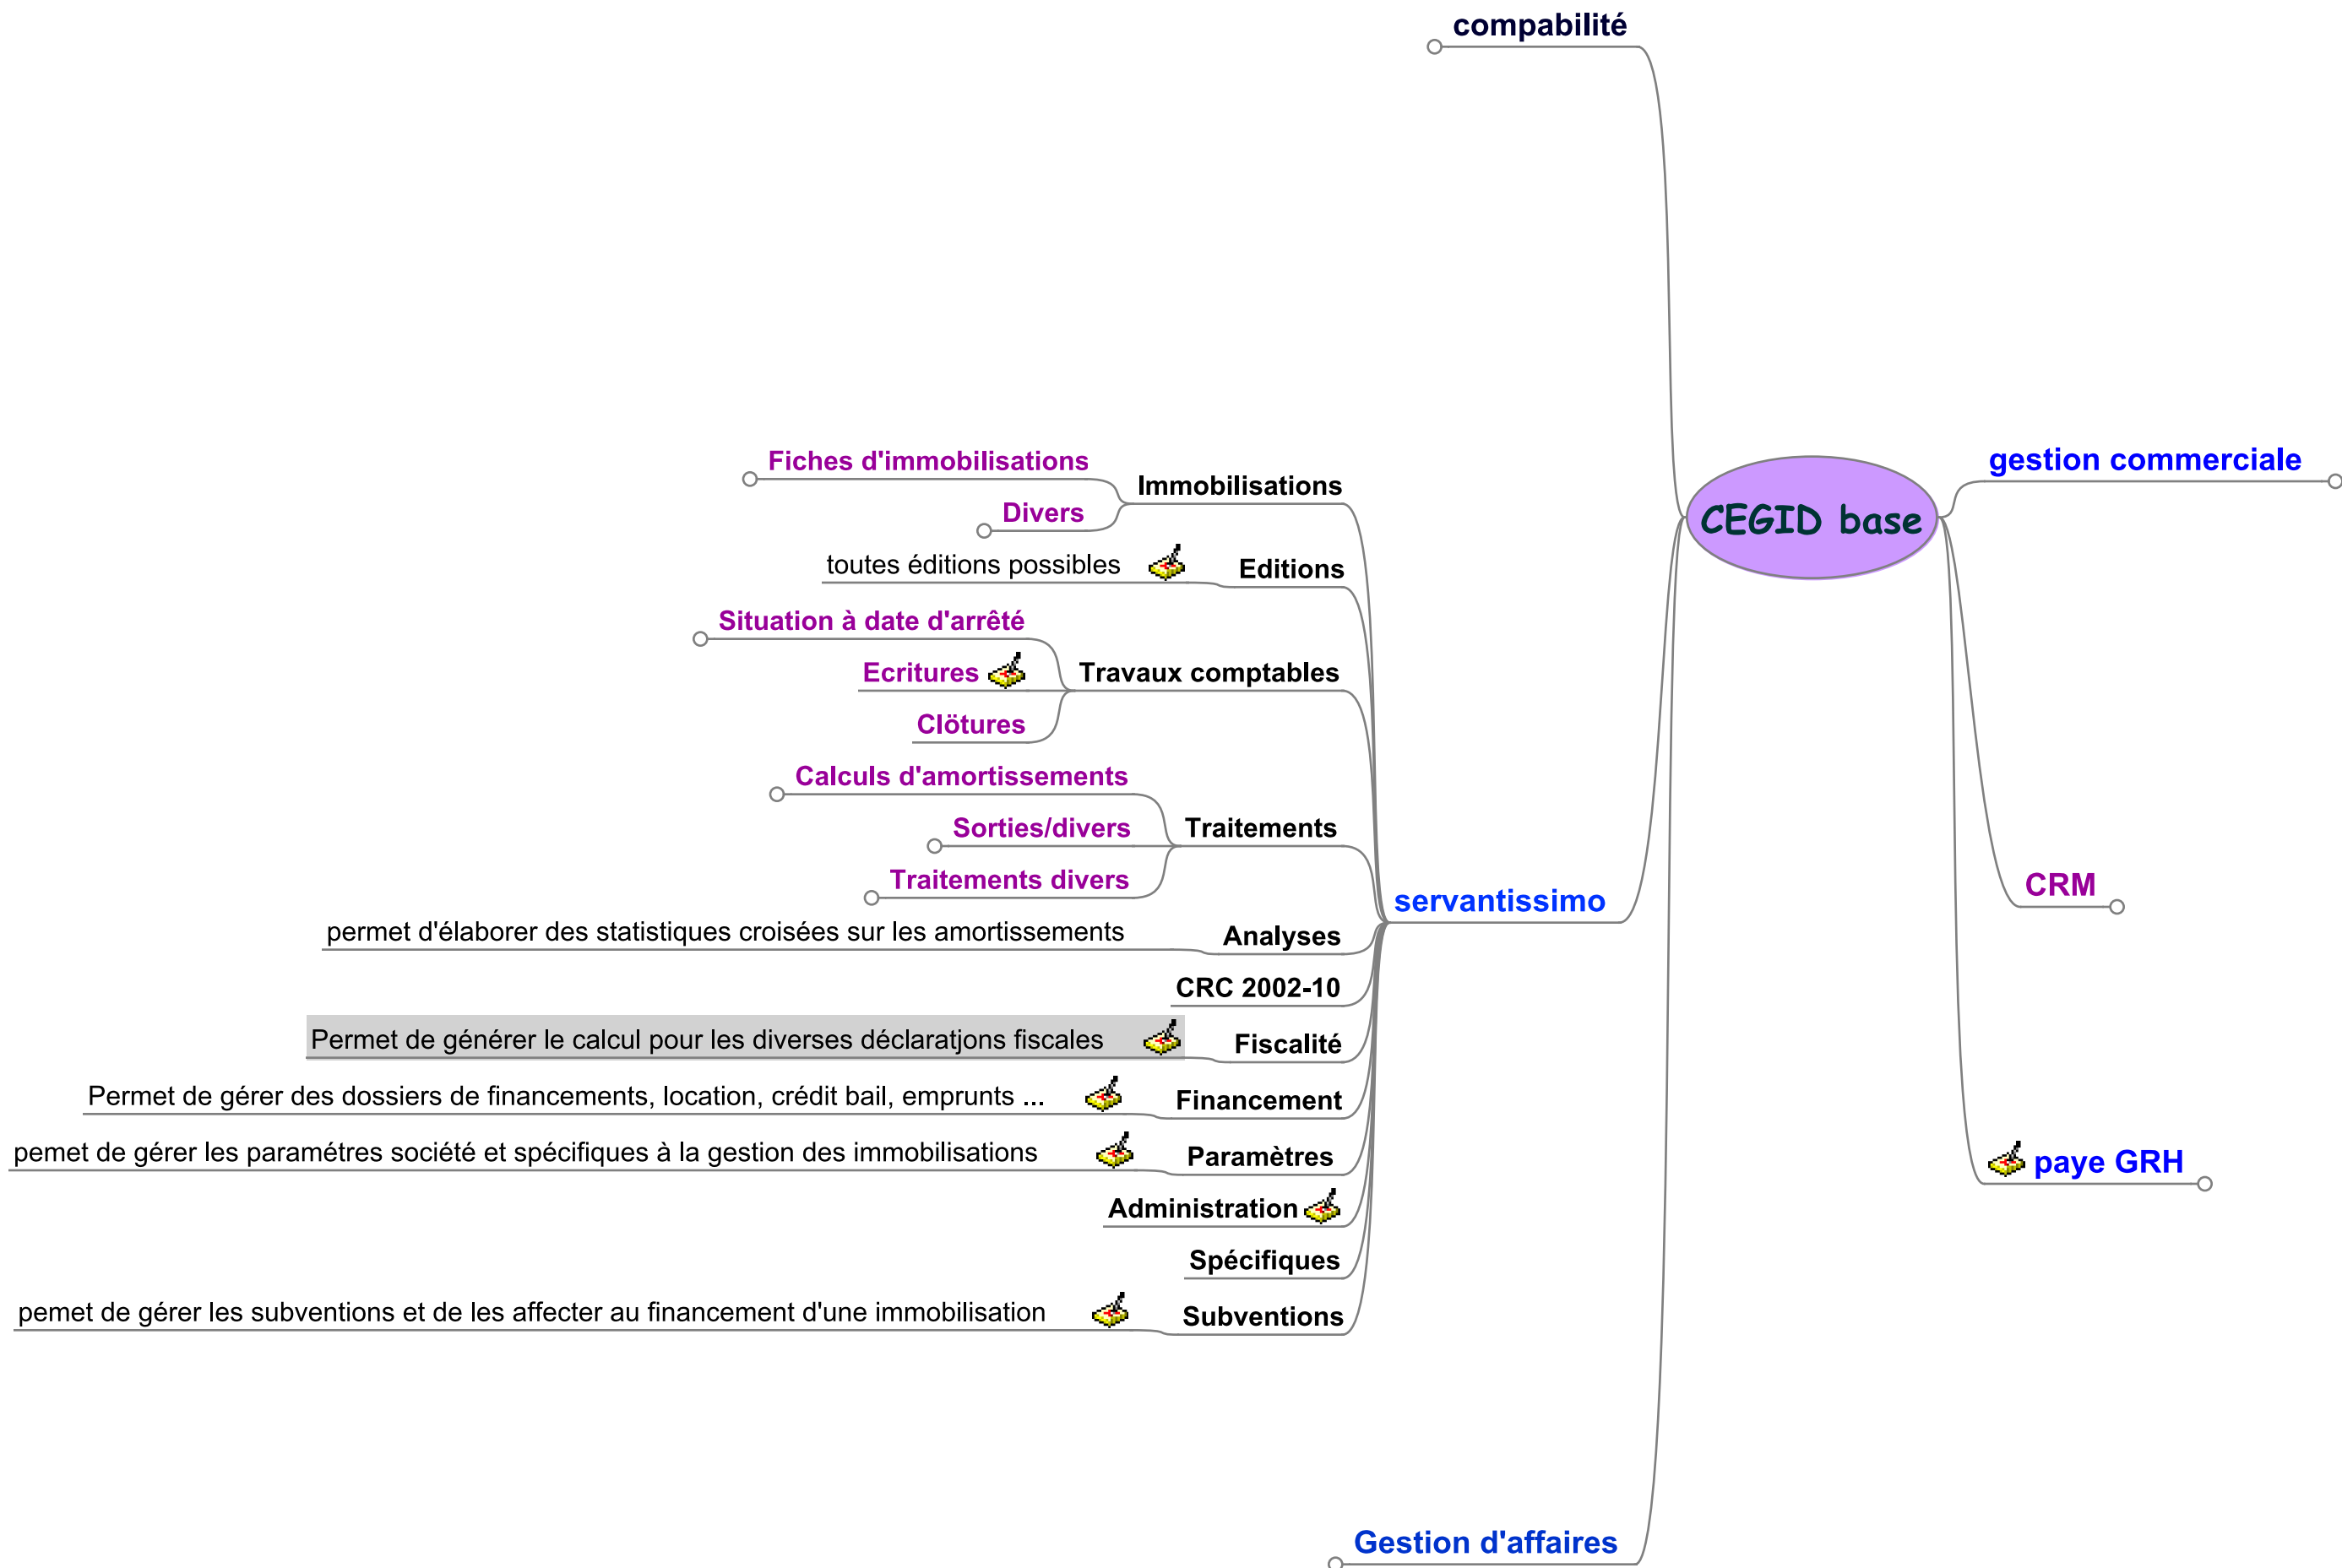 compabilité
CEGID base
gestion commerciale
CRM
paye GRH
servantissimo
Immobilisations
Fiches d'immobilisations
Divers
Editions
toutes éditions possibles
Travaux comptables
Situation à date d'arrêté
Ecritures
Clötures
Traitements
Calculs d'amortissements
Sorties/divers
Traitements divers
Analyses
permet d'élaborer des statistiques croisées sur les amortissements
CRC 2002-10
Fiscalité
Permet de générer le calcul pour les diverses déclaratjons fiscales
Financement
Permet de gérer des dossiers de financements, location, crédit bail, emprunts ...
Paramètres
pemet de gérer les paramétres société et spécifiques à la gestion des immobilisations
Administration
Spécifiques
Subventions
pemet de gérer les subventions et de les affecter au financement d'une immobilisation
Gestion d'affaires